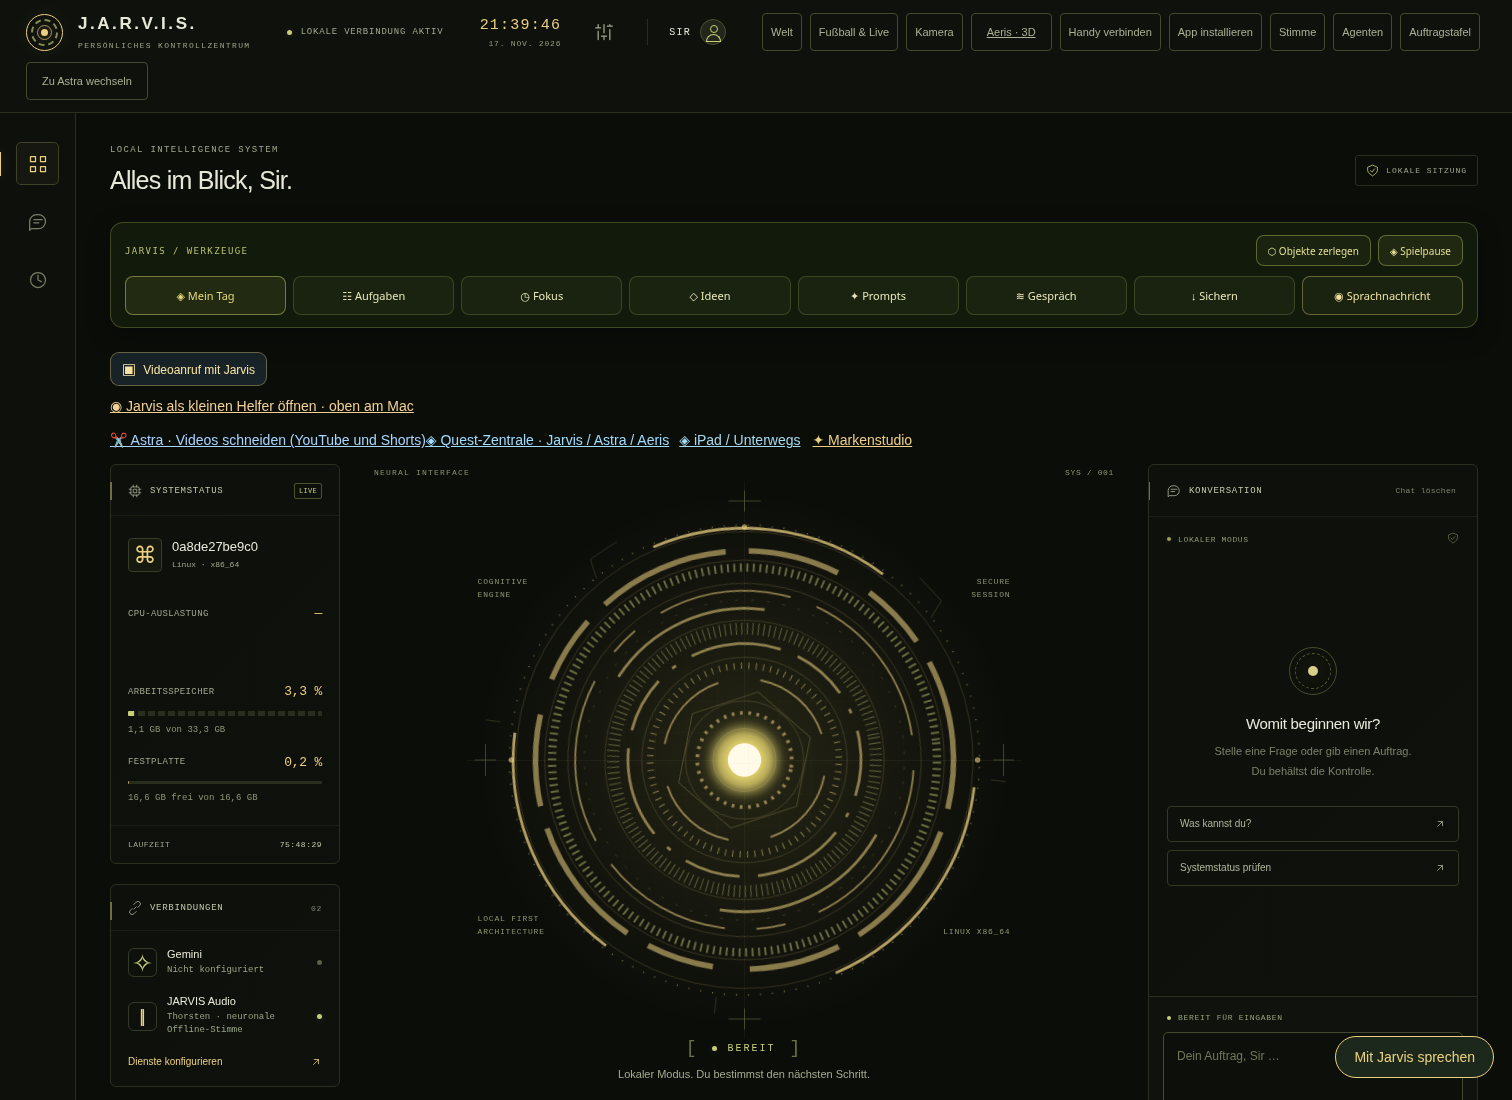 J.A.R.V.I.S.
PERSÖNLICHES KONTROLLZENTRUM
LOKALE VERBINDUNG AKTIV
21:39:46
17. NOV. 2026
SIR
Welt
Fußball & Live
Kamera
Aeris · 3D
Handy verbinden
App installieren
Stimme
Agenten
Auftragstafel
Zu Astra wechseln
LOCAL INTELLIGENCE SYSTEM
Alles im Blick, Sir.
LOKALE SITZUNG
JARVIS / WERKZEUGE
Objekte zerlegen
Spielpause
Mein Tag
Aufgaben
Fokus
Ideen
Prompts
Gespräch
Sichern
Sprachnachricht
Videoanruf mit Jarvis
Jarvis als kleinen Helfer öffnen · oben am Mac
Astra · Videos schneiden (YouTube und Shorts)
Quest-Zentrale · Jarvis / Astra / Aeris
iPad / Unterwegs
Markenstudio
SYSTEMSTATUS
LIVE
0a8de27be9c0
Linux · x86_64
CPU-AUSLASTUNG
—
ARBEITSSPEICHER
3,3 %
1,1 GB von 33,3 GB
FESTPLATTE
0,2 %
16,6 GB frei von 16,6 GB
LAUFZEIT
75:48:29
VERBINDUNGEN
02
Gemini
Nicht konfiguriert
JARVIS Audio
Thorsten · neuronale
Offline-Stimme
Dienste konfigurieren
NEURAL INTERFACE
SYS / 001
COGNITIVE
ENGINE
SECURE
SESSION
LOCAL FIRST
ARCHITECTURE
LINUX X86_64
BEREIT
Lokaler Modus. Du bestimmst den nächsten Schritt.
KONVERSATION
Chat löschen
LOKALER MODUS
Womit beginnen wir?
Stelle eine Frage oder gib einen Auftrag.
Du behältst die Kontrolle.
Was kannst du?
Systemstatus prüfen
BEREIT FÜR EINGABEN
Dein Auftrag, Sir …
Mit Jarvis sprechen